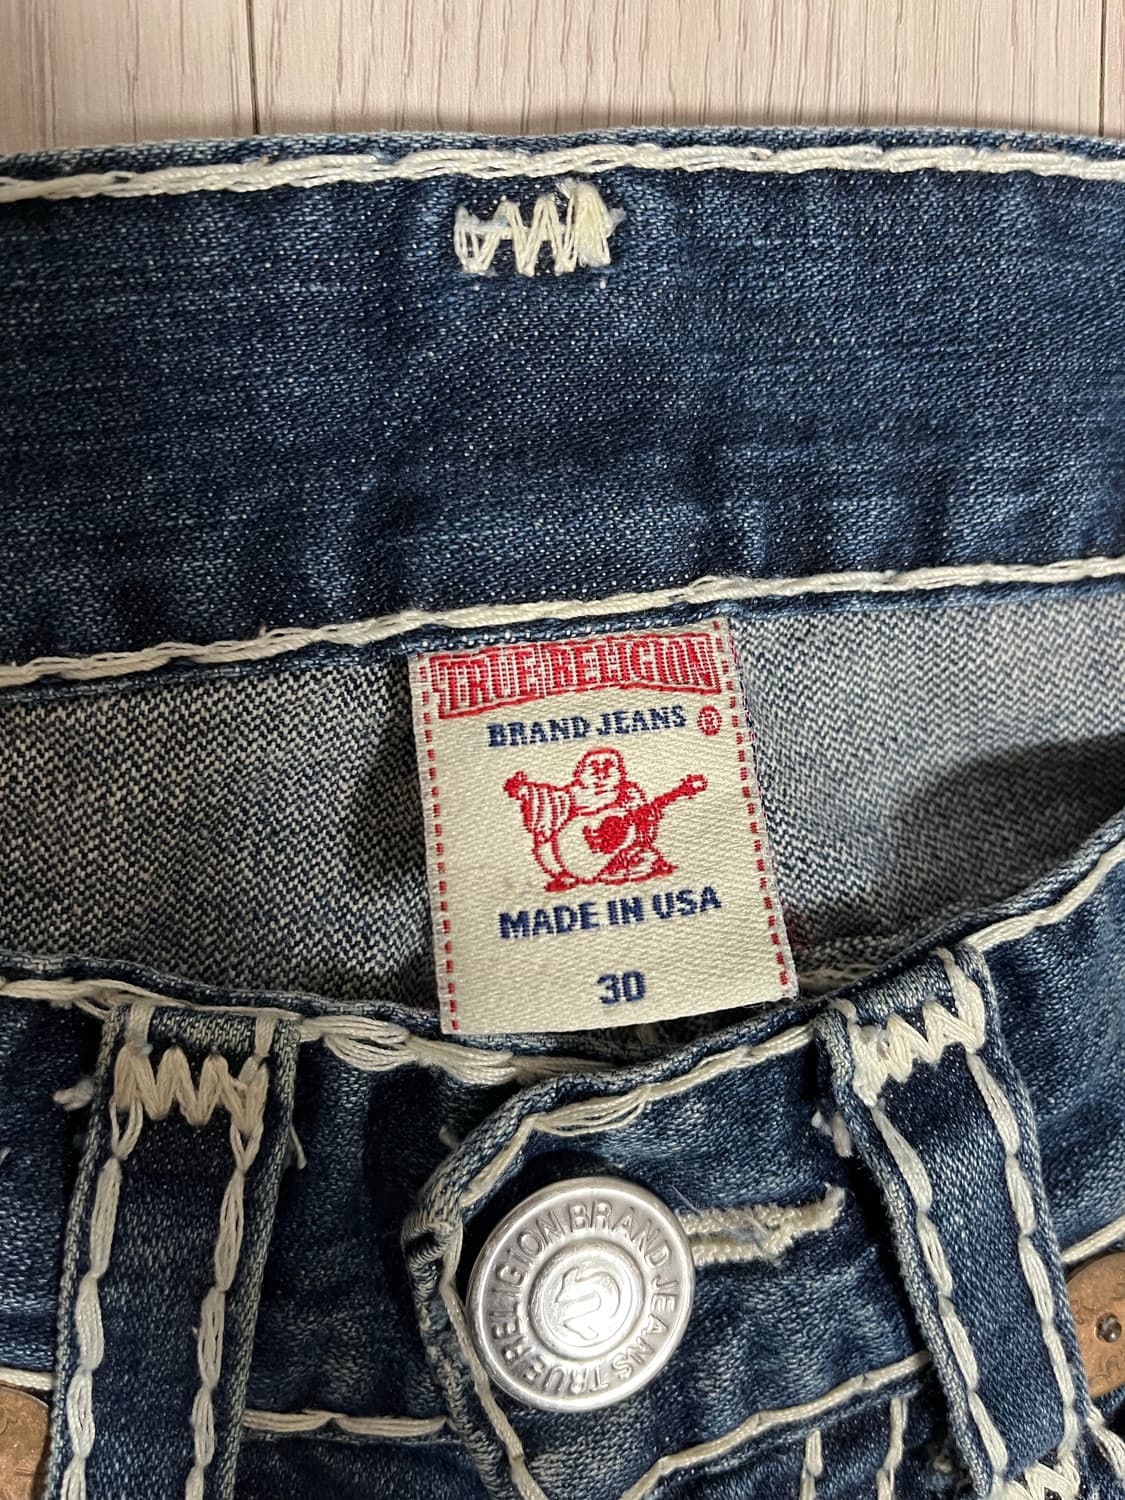 TRUE RELIGION
BRAND JEANS ®
MADE IN USA
30
TRUE RELIGION BRAND JEANS